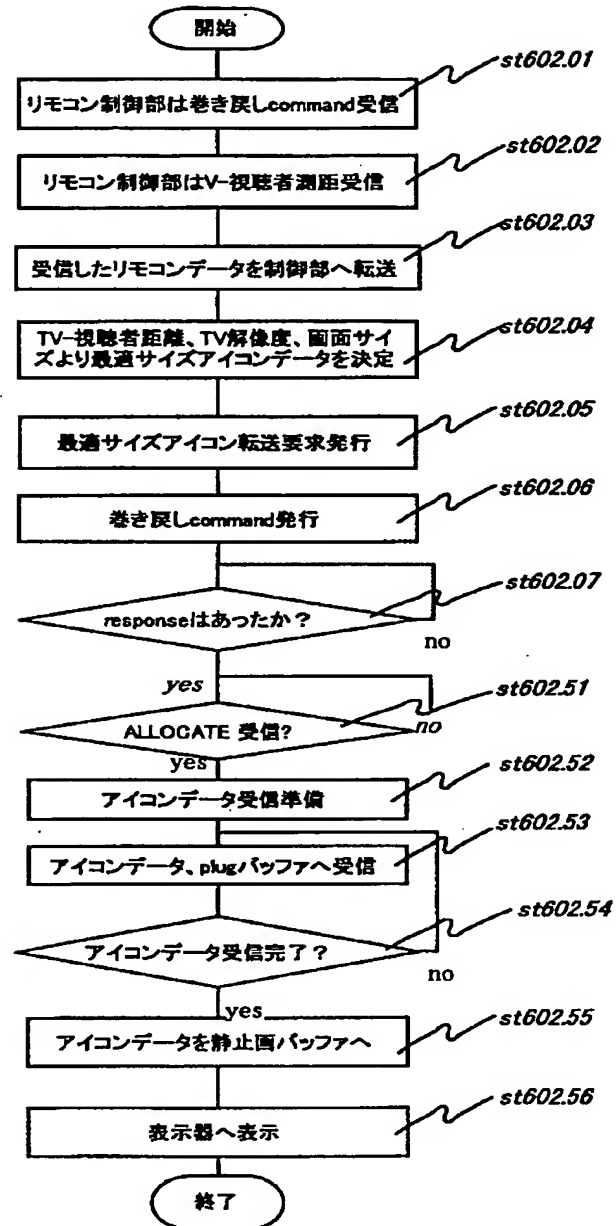 開始
st602.01
リモコン制御部は巻き戻しcommand受信
st602.02
リモコン制御部はV-視聴者測距受信
st602.03
受信したリモコンデータを制御部へ転送
st602.04
TV-視聴者距離、TV解像度、画面サイ
ズより最適サイズアイコンデータを決定
st602.05
最適サイズアイコン転送要求発行
st602.06
巻き戻しcommand発行
st602.07
responseはあったか？
no
yes
st602.51
ALLOCATE 受信?
no
yes
st602.52
アイコンデータ受信準備
st602.53
アイコンデータ、plugバッファへ受信
st602.54
アイコンデータ受信完了？
no
yes
st602.55
アイコンデータを静止画バッファへ
st602.56
表示器へ表示
終了